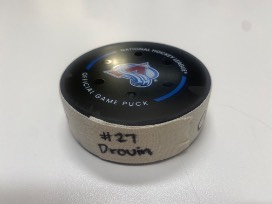 NATIONAL HOCKEY LEAGUE
OFFICIAL GAME PUCK
#27
Drouin